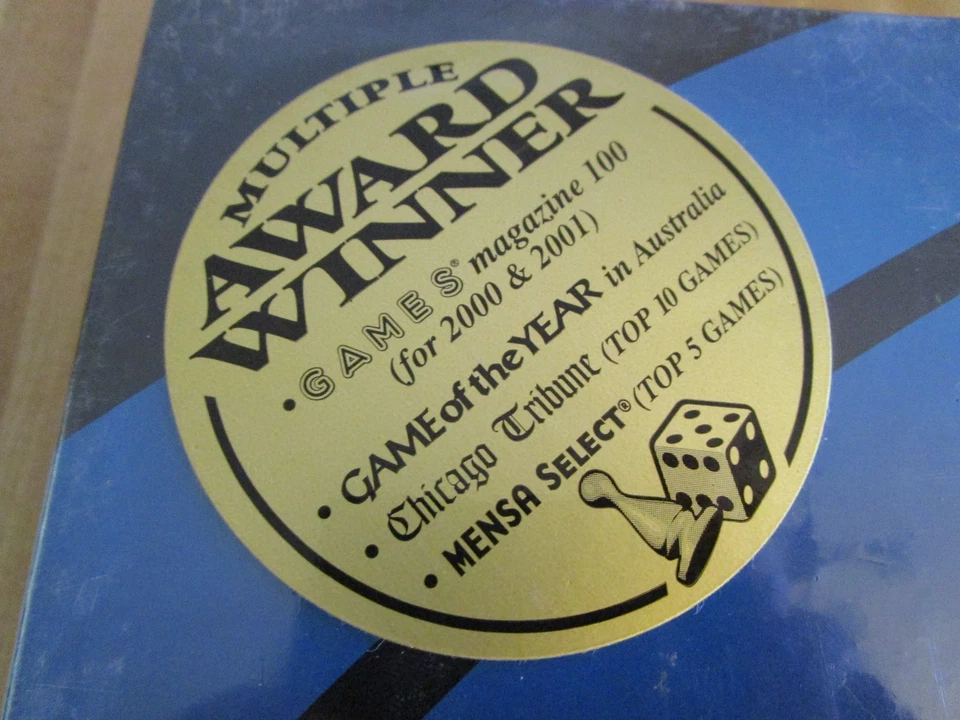 MULTIPLE
AWARD
WINNER
• GAMES® magazine 100
(for 2000 & 2001)
• GAME of the YEAR in Australia
• Chicago Tribune (TOP 10 GAMES)
• MENSA SELECT® (TOP 5 GAMES)